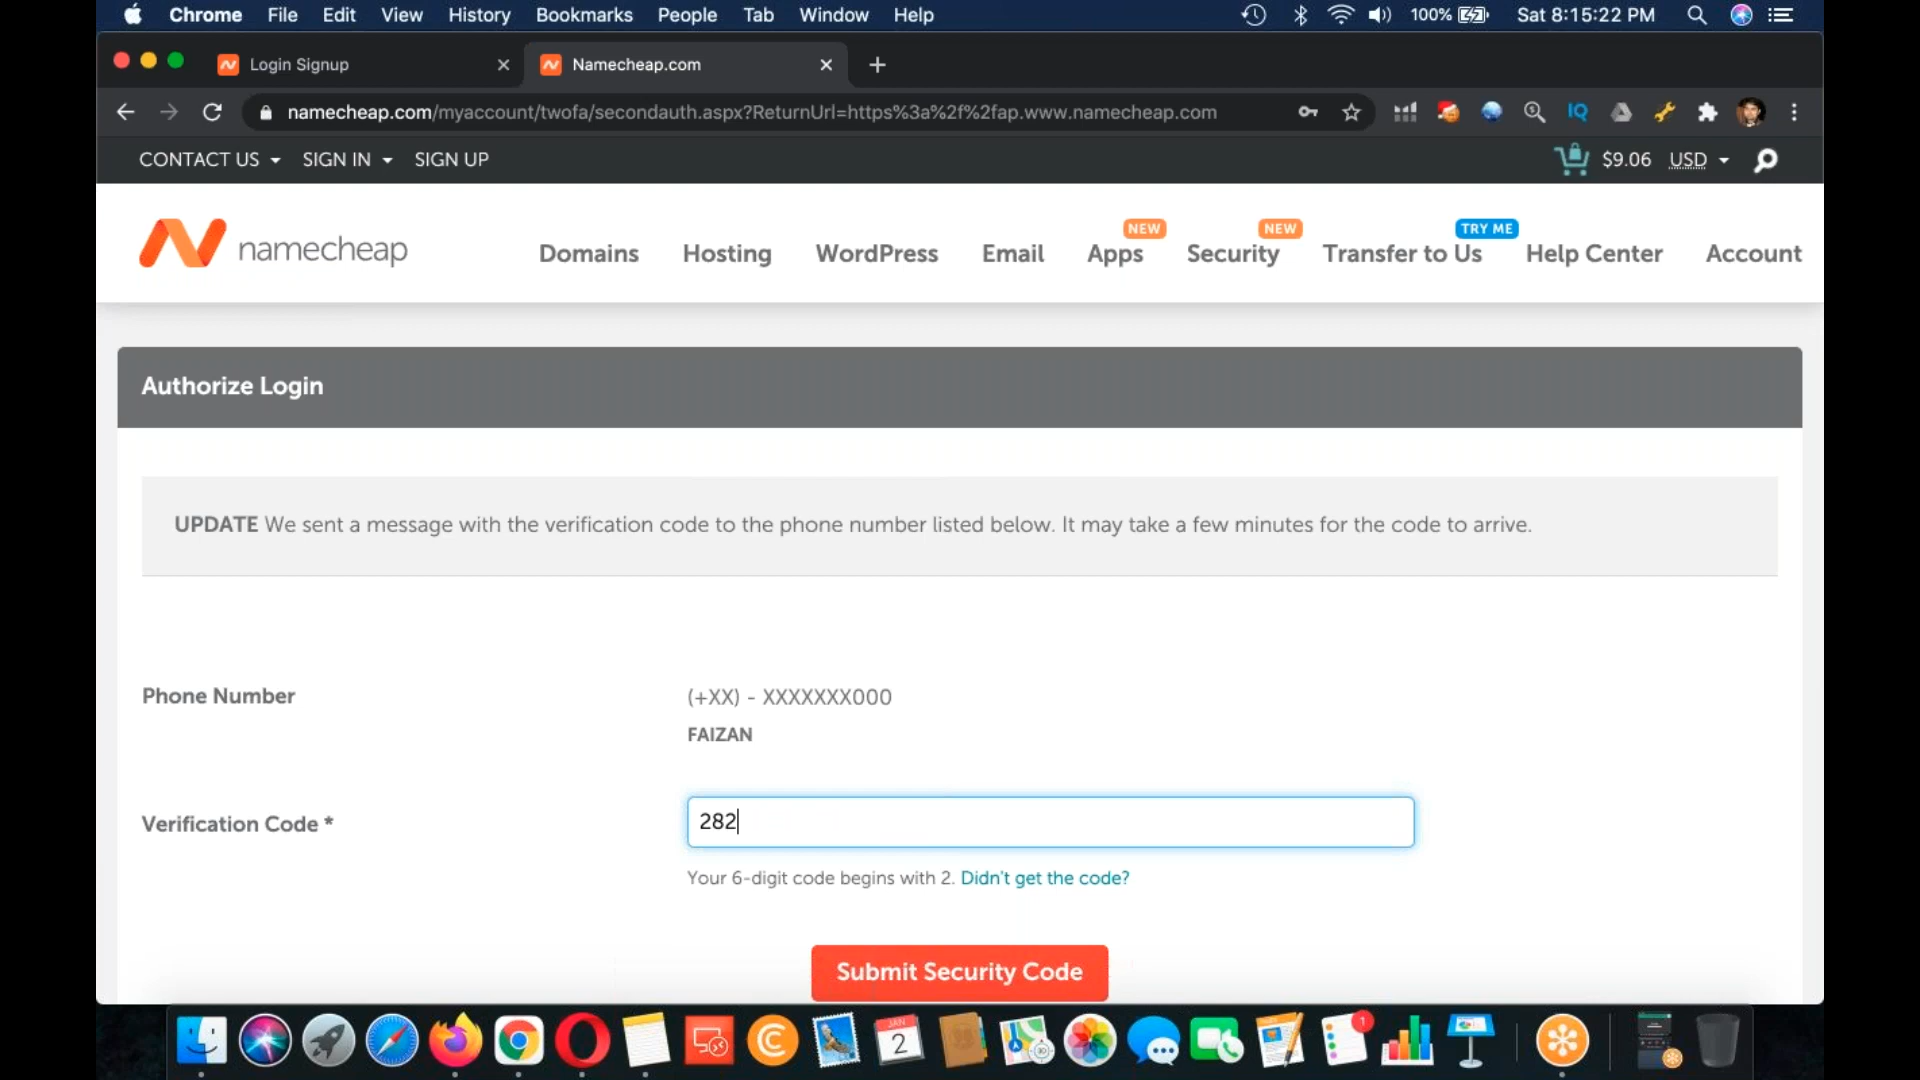 Chrome File Edit View History Bookmarks People Tab Window Help 100% Sat 8:15:22 PM
Login Signup Namecheap.com
namecheap.com/myaccount/twofa/secondauth.aspx?ReturnUrl=https%3a%2f%2fap.www.namecheap.com IQ
CONTACT US SIGN IN SIGN UP $9.06 USD
NEW NEW TRY ME
namecheap Domains Hosting WordPress Email Apps Security Transfer to Us Help Center Account
Authorize Login
UPDATE We sent a message with the verification code to the phone number listed below. It may take a few minutes for the code to arrive.
Phone Number (+XX) - XXXXXXX000
FAIZAN
Verification Code * 282
Your 6-digit code begins with 2. Didn't get the code?
Submit Security Code
JAN
2
1